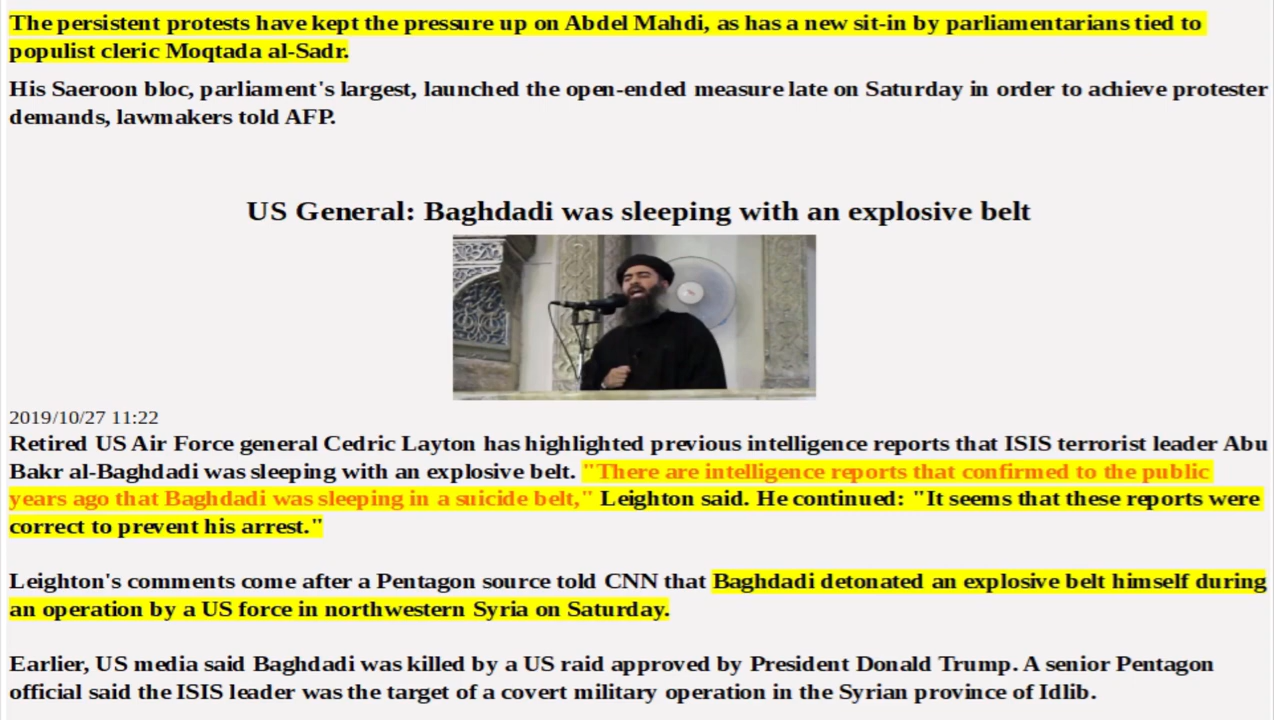 The persistent protests have kept the pressure up on Abdel Mahdi, as has a new sit-in by parliamentarians tied to
populist cleric Moqtada al-Sadr.
His Saeroon bloc, parliament's largest, launched the open-ended measure late on Saturday in order to achieve protester
demands, lawmakers told AFP.
US General: Baghdadi was sleeping with an explosive belt
2019/10/27 11:22
Retired US Air Force general Cedric Layton has highlighted previous intelligence reports that ISIS terrorist leader Abu
Bakr al-Baghdadi was sleeping with an explosive belt. "There are intelligence reports that confirmed to the public
years ago that Baghdadi was sleeping in a suicide belt," Leighton said. He continued: "It seems that these reports were
correct to prevent his arrest."
Leighton's comments come after a Pentagon source told CNN that Baghdadi detonated an explosive belt himself during
an operation by a US force in northwestern Syria on Saturday.
Earlier, US media said Baghdadi was killed by a US raid approved by President Donald Trump. A senior Pentagon
official said the ISIS leader was the target of a covert military operation in the Syrian province of Idlib.